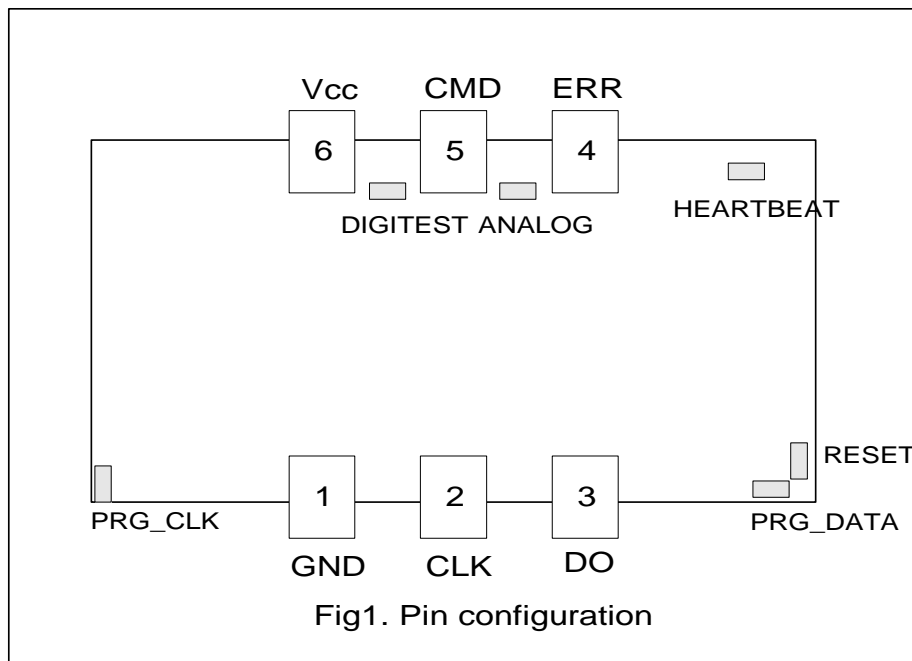 Vcc CMD ERR
6 5 4
HEARTBEAT
DIGITEST ANALOG
RESET
1 2 3
PRG_CLK PRG_DATA
GND CLK DO
Fig1. Pin configuration